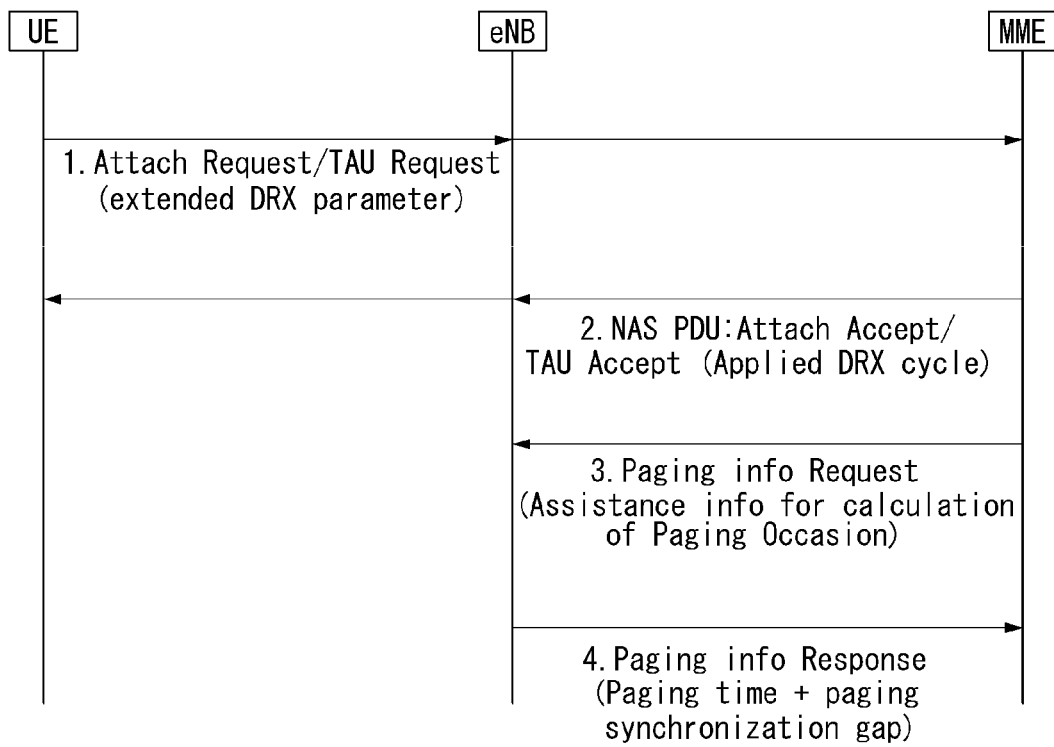 UE
eNB
MME
1. Attach Request/TAU Request
(extended DRX parameter)
2. NAS PDU:Attach Accept/
TAU Accept (Applied DRX cycle)
3. Paging info Request
(Assistance info for calculation
of Paging Occasion)
4. Paging info Response
(Paging time + paging
synchronization gap)